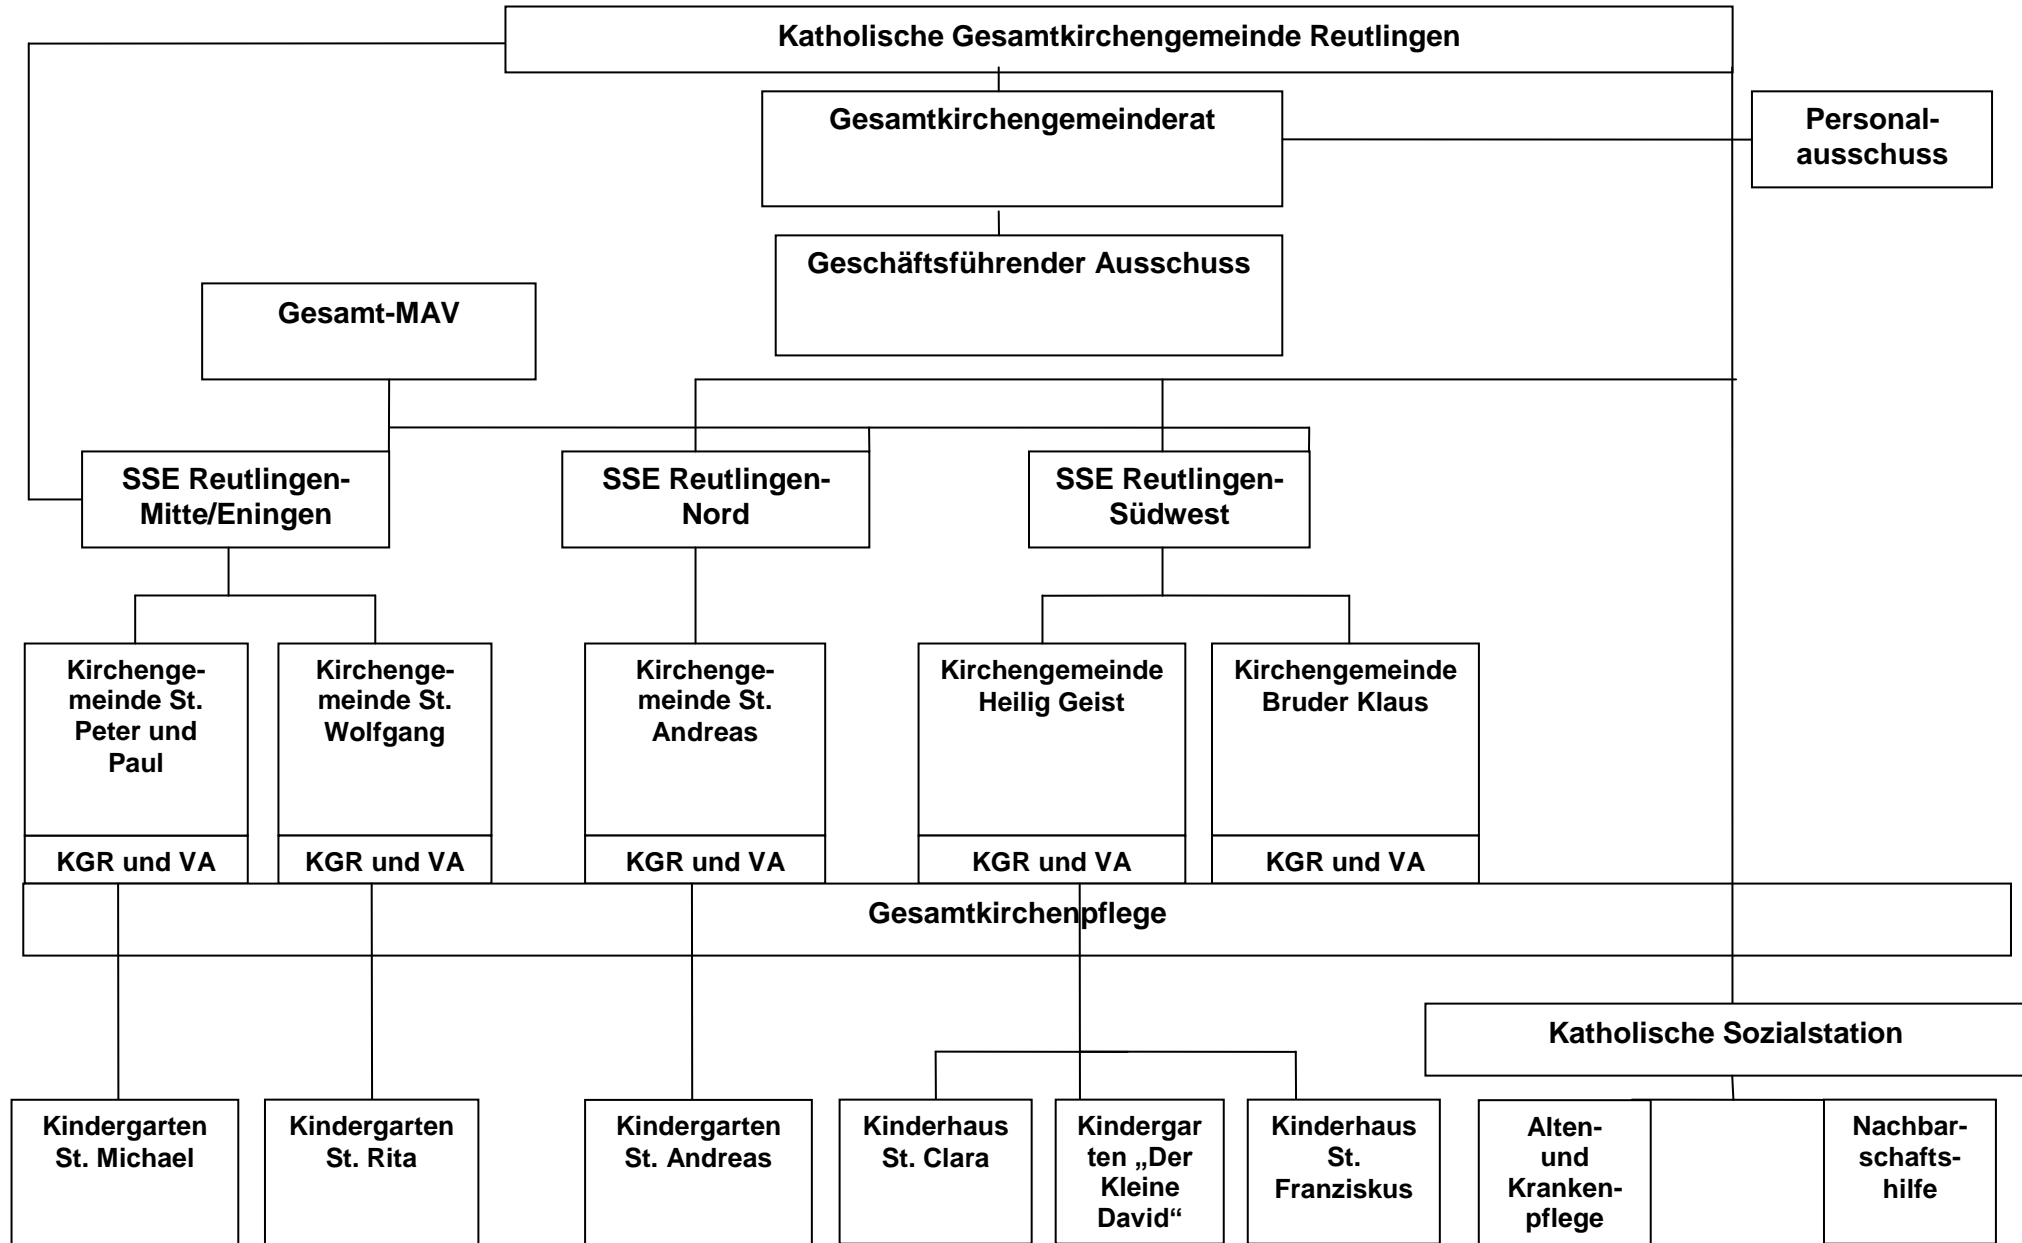 Katholische Gesamtkirchengemeinde Reutlingen
Gesamtkirchengemeinderat
Personal-
ausschuss
Geschäftsführender Ausschuss
Gesamt-MAV
SSE Reutlingen-
Mitte/Eningen
SSE Reutlingen-
Nord
SSE Reutlingen-
Südwest
Kirchenge-
meinde St.
Peter und
Paul
Kirchenge-
meinde St.
Wolfgang
Kirchenge-
meinde St.
Andreas
Kirchengemeinde
Heilig Geist
Kirchengemeinde
Bruder Klaus
KGR und VA
KGR und VA
KGR und VA
KGR und VA
KGR und VA
Gesamtkirchenpflege
Katholische Sozialstation
Kindergarten
St. Michael
Kindergarten
St. Rita
Kindergarten
St. Andreas
Kinderhaus
St. Clara
Kindergar
ten „Der
Kleine
David“
Kinderhaus
St.
Franziskus
Alten-
und
Kranken-
pflege
Nachbar-
schafts-
hilfe